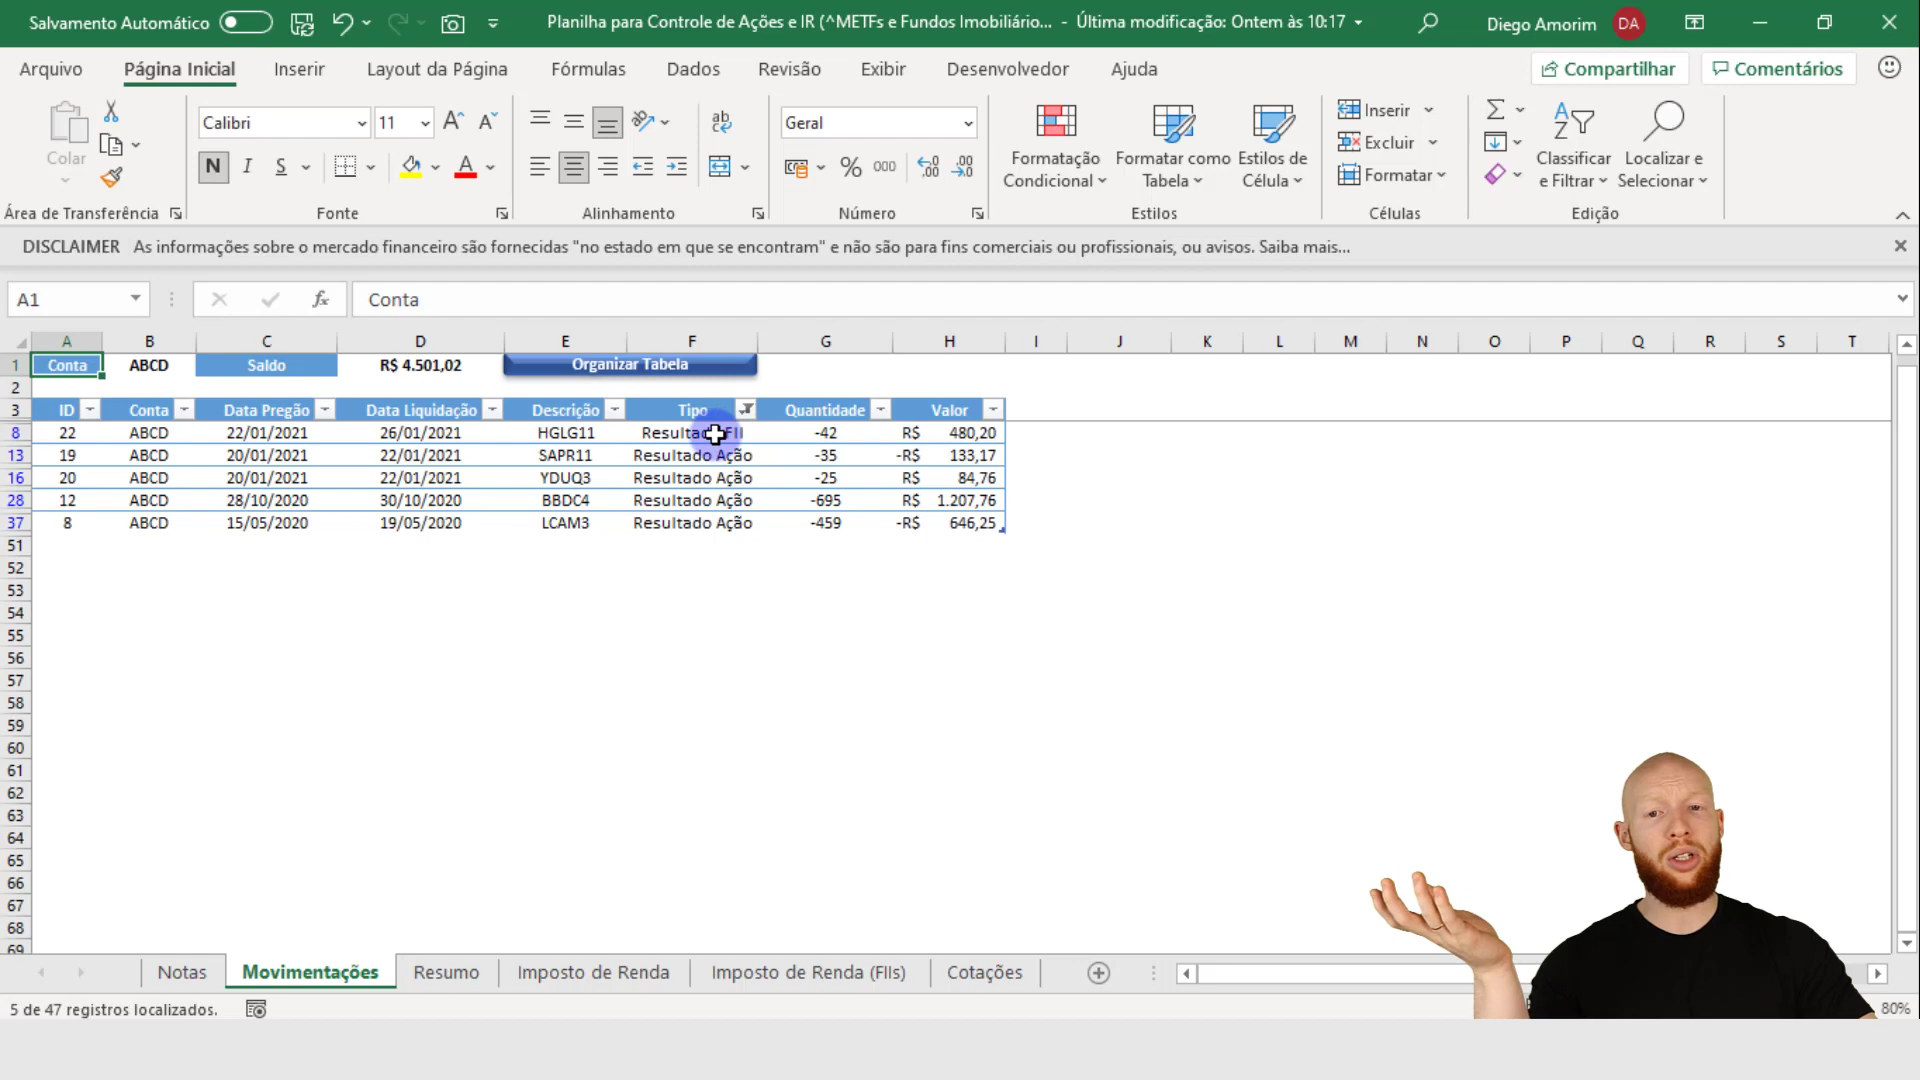 Salvamento Automático
Planilha para Controle de Ações e IR (^METFs e Fundos Imobiliário... - Última modificação: Ontem às 10:17
Diego Amorim DA
Arquivo Página Inicial Inserir Layout da Página Fórmulas Dados Revisão Exibir Desenvolvedor Ajuda Compartilhar Comentários
Colar
Calibri 11
N I S
ab
Geral
% 000
Formatação Condicional
Formatar como Tabela
Estilos de Célula
Inserir
Excluir
Formatar
Classificar e Filtrar
Localizar e Selecionar
Área de Transferência Fonte Alinhamento Número Estilos Células Edição
DISCLAIMER As informações sobre o mercado financeiro são fornecidas "no estado em que se encontram" e não são para fins comerciais ou profissionais, ou avisos. Saiba mais...
A1 fx Conta
A B C D E F G H I J K L M N O P Q R S T
1 Conta ABCD Saldo R$ 4.501,02 Organizar Tabela
2
3 ID Conta Data Pregão Data Liquidação Descrição Tipo Quantidade Valor
8 22 ABCD 22/01/2021 26/01/2021 HGLG11 Resultado FII -42 R$ 480,20
13 19 ABCD 20/01/2021 22/01/2021 SAPR11 Resultado Ação -35 -R$ 133,17
16 20 ABCD 20/01/2021 22/01/2021 YDUQ3 Resultado Ação -25 R$ 84,76
28 12 ABCD 28/10/2020 30/10/2020 BBDC4 Resultado Ação -695 R$ 1.207,76
37 8 ABCD 15/05/2020 19/05/2020 LCAM3 Resultado Ação -459 -R$ 646,25
51
52
53
54
55
56
57
58
59
60
61
62
63
64
65
66
67
68
69
Notas Movimentações Resumo Imposto de Renda Imposto de Renda (FIIs) Cotações
5 de 47 registros localizados.
80%